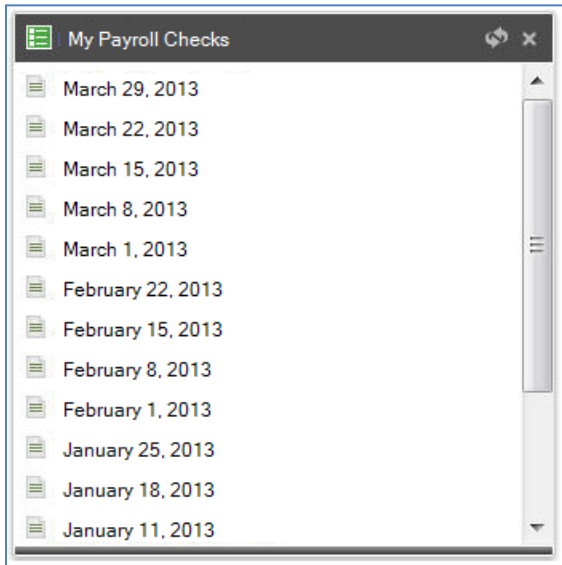 My Payroll Checks
March 29, 2013
March 22, 2013
March 15, 2013
March 8, 2013
March 1, 2013
February 22, 2013
February 15, 2013
February 8, 2013
February 1, 2013
January 25, 2013
January 18, 2013
January 11, 2013